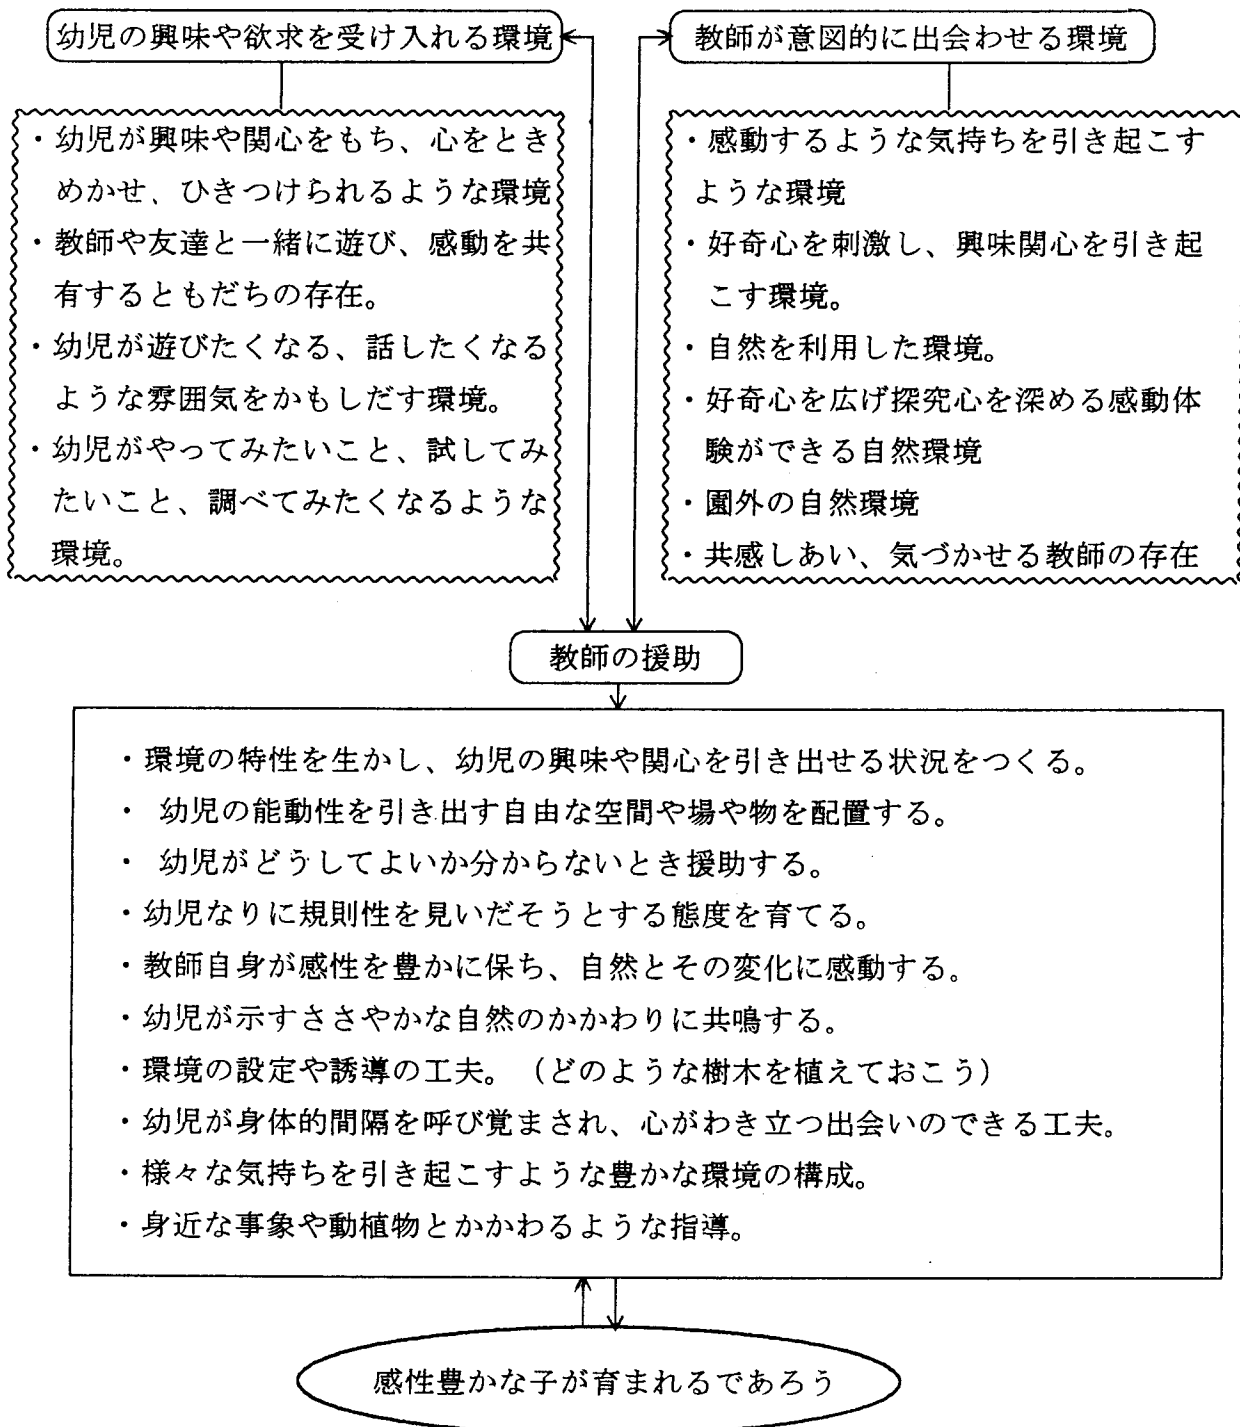 幼児の興味や欲求を受け入れる環境
教師が意図的に出会わせる環境
・幼児が興味や関心をもち、心をとき
めかせ、ひきつけられるような環境
・教師や友達と一緒に遊び、感動を共
有するともだちの存在。
・幼児が遊びたくなる、話したくなる
ような雰囲気をかもしだす環境。
・幼児がやってみたいこと、試してみ
たいこと、調べてみたくなるような
環境。
・感動するような気持ちを引き起こす
ような環境
・好奇心を刺激し、興味関心を引き起
こす環境。
・自然を利用した環境。
・好奇心を広げ探究心を深める感動体
験ができる自然環境
・園外の自然環境
・共感しあい、気づかせる教師の存在
教師の援助
・環境の特性を生かし、幼児の興味や関心を引き出せる状況をつくる。
・ 幼児の能動性を引き出す自由な空間や場や物を配置する。
・ 幼児がどうしてよいか分からないとき援助する。
・幼児なりに規則性を見いだそうとする態度を育てる。
・教師自身が感性を豊かに保ち、自然とその変化に感動する。
・幼児が示すささやかな自然のかかわりに共鳴する。
・環境の設定や誘導の工夫。（どのような樹木を植えておこう）
・幼児が身体的間隔を呼び覚まされ、心がわき立つ出会いのできる工夫。
・様々な気持ちを引き起こすような豊かな環境の構成。
・身近な事象や動植物とかかわるような指導。
感性豊かな子が育まれるであろう